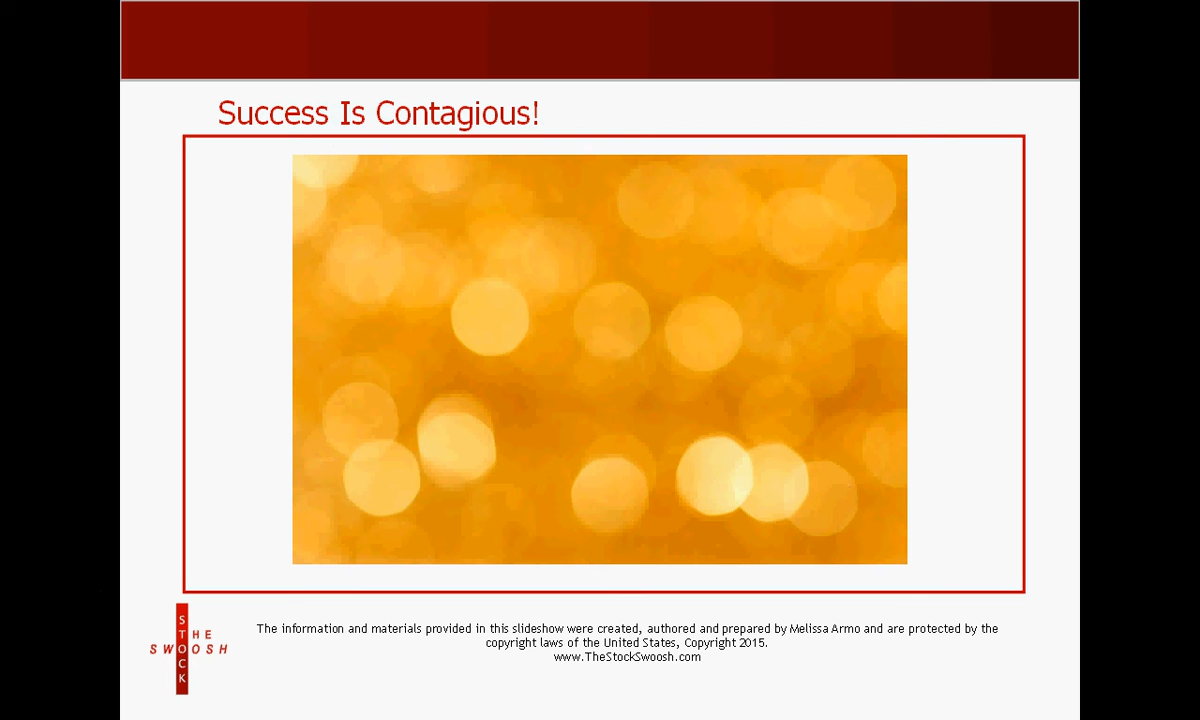 Success Is Contagious!
THE
STOCK
SWOOSH
The information and materials provided in this slideshow were created, authored and prepared by Melissa Armo and are protected by the
copyright laws of the United States, Copyright 2015.
www.TheStockSwoosh.com